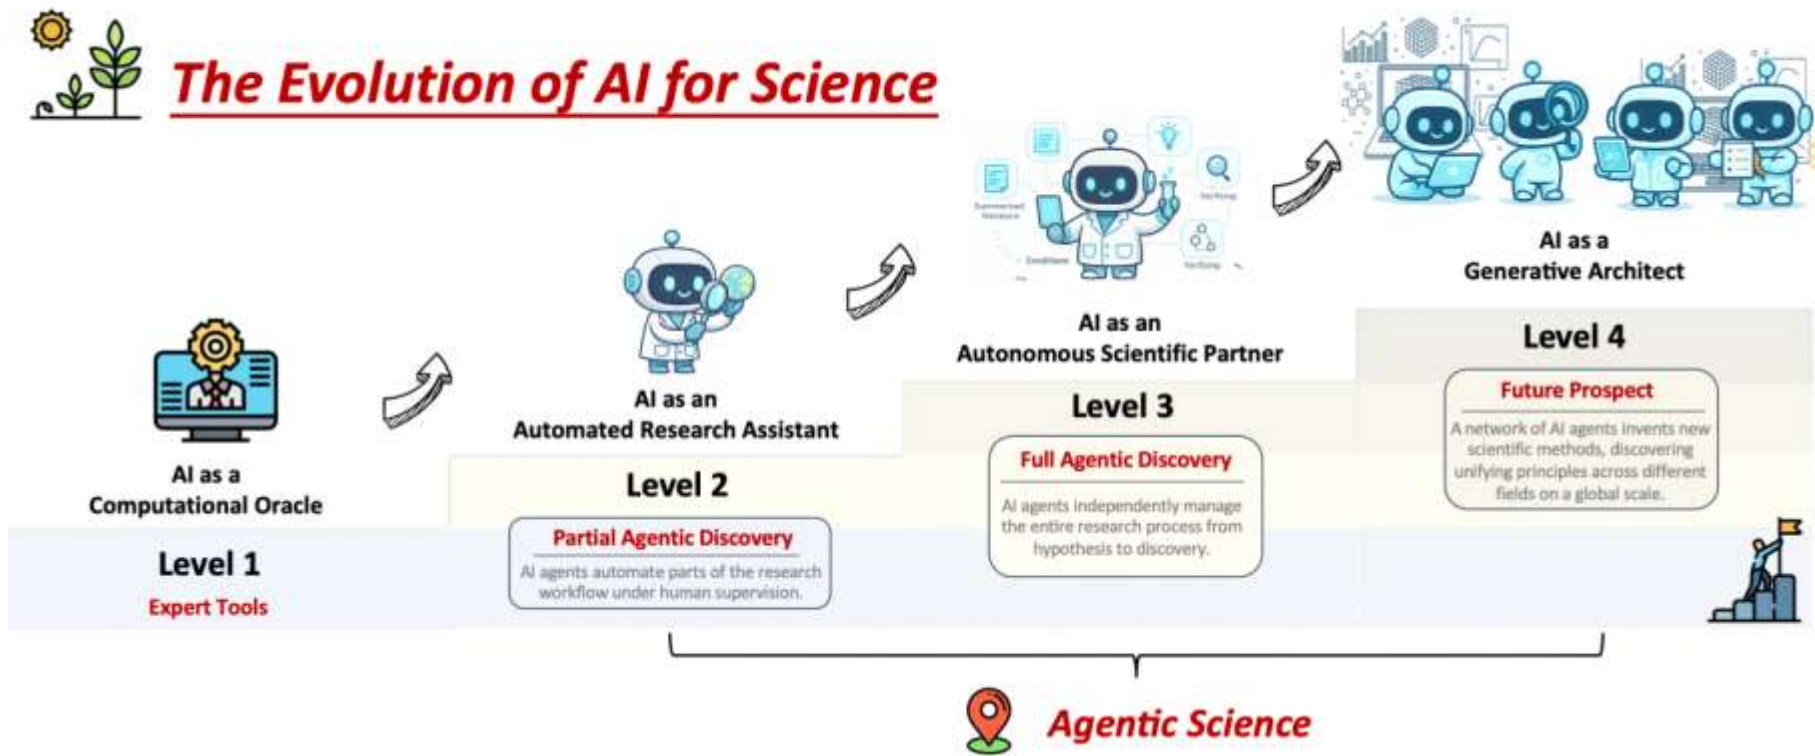 The Evolution of AI for Science
AI as a
Computational Oracle
Level 1
Expert Tools
AI as an
Automated Research Assistant
Level 2
Partial Agentic Discovery
AI agents automate parts of the research
workflow under human supervision.
Summarized
literature
Conditions
Verifying
AI as an
Autonomous Scientific Partner
Level 3
Full Agentic Discovery
AI agents independently manage
the entire research process from
hypothesis to discovery.
AI as a
Generative Architect
Level 4
Future Prospect
A network of AI agents invents new
scientific methods, discovering
unifying principles across different
fields on a global scale.
Agentic Science